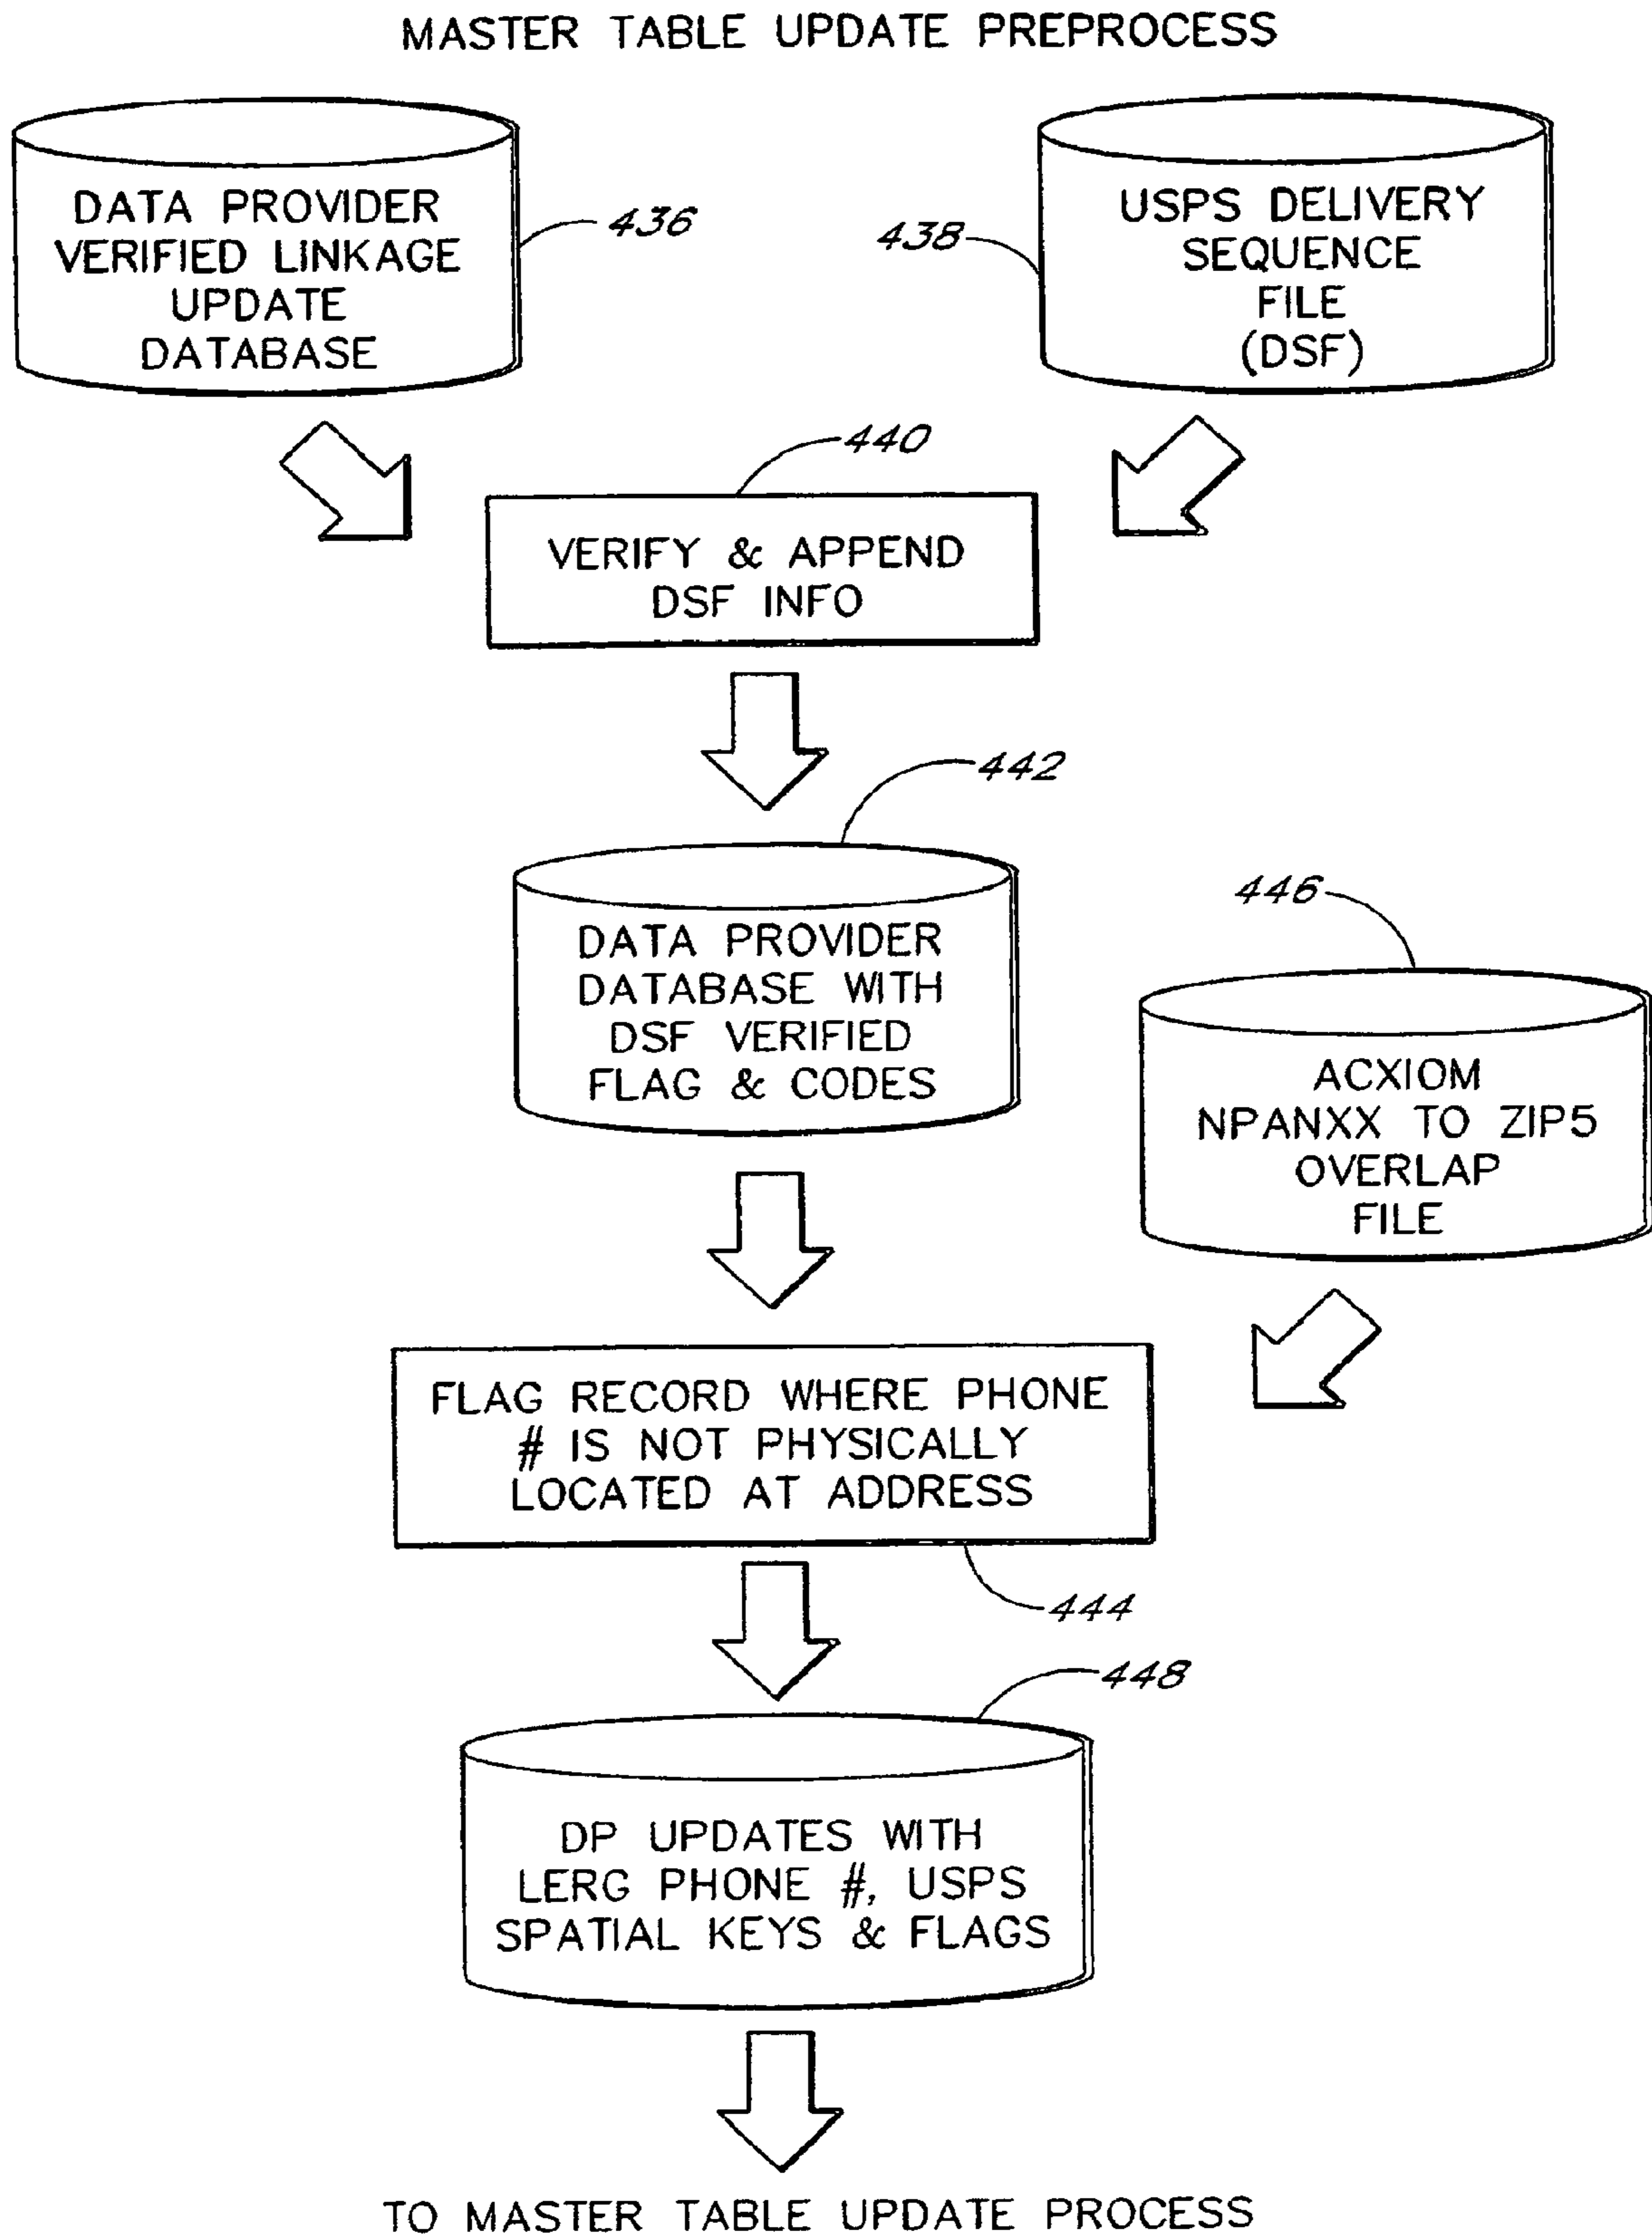 MASTER TABLE UPDATE PREPROCESS
DATA PROVIDER
VERIFIED LINKAGE
UPDATE
DATABASE
436
438
USPS DELIVERY
SEQUENCE
FILE
(DSF)
440
VERIFY & APPEND
DSF INFO
442
DATA PROVIDER
DATABASE WITH
DSF VERIFIED
FLAG & CODES
446
ACXIOM
NPANXX TO ZIP5
OVERLAP
FILE
FLAG RECORD WHERE PHONE
# IS NOT PHYSICALLY
LOCATED AT ADDRESS
444
448
DP UPDATES WITH
LERG PHONE #, USPS
SPATIAL KEYS & FLAGS
TO MASTER TABLE UPDATE PROCESS